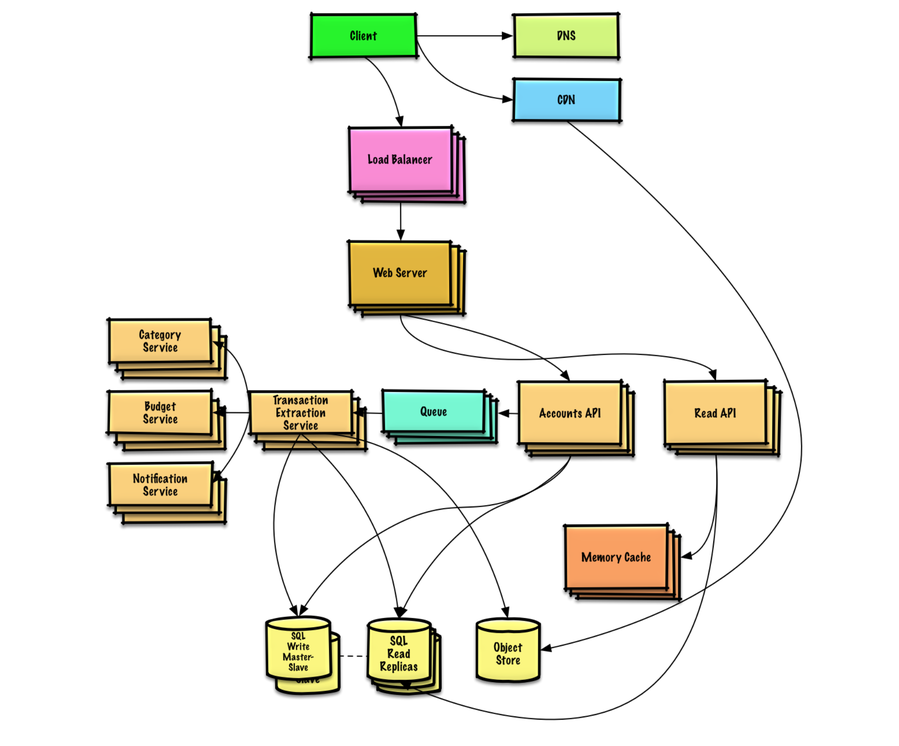 Client
DNS
CDN
Load Balancer
Web Server
Category
Service
Budget
Service
Notification
Service
Transaction
Extraction
Service
Queue
Accounts API
Read API
Memory Cache
SQL
Write
Master-
Slave
Slave
SQL
Read
Replicas
Object
Store